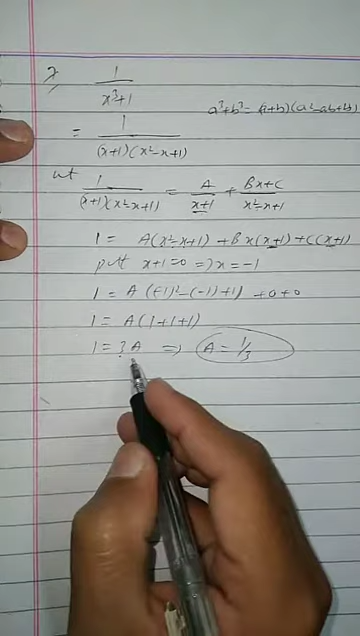 7, 1/(x³+1)
a³+b³ = (a+b)(a²-ab+b²)
= 1/((x+1)(x²-x+1))
let 1/((x+1)(x²-x+1)) = A/(x+1) + (Bx+C)/(x²-x+1)
1 = A(x²-x+1) + Bx(x+1) + C(x+1)
put x+1=0 => x=-1
1 = A((-1)²-(-1)+1) + 0+0
1 = A(1+1+1)
1 = 3A => A = 1/3